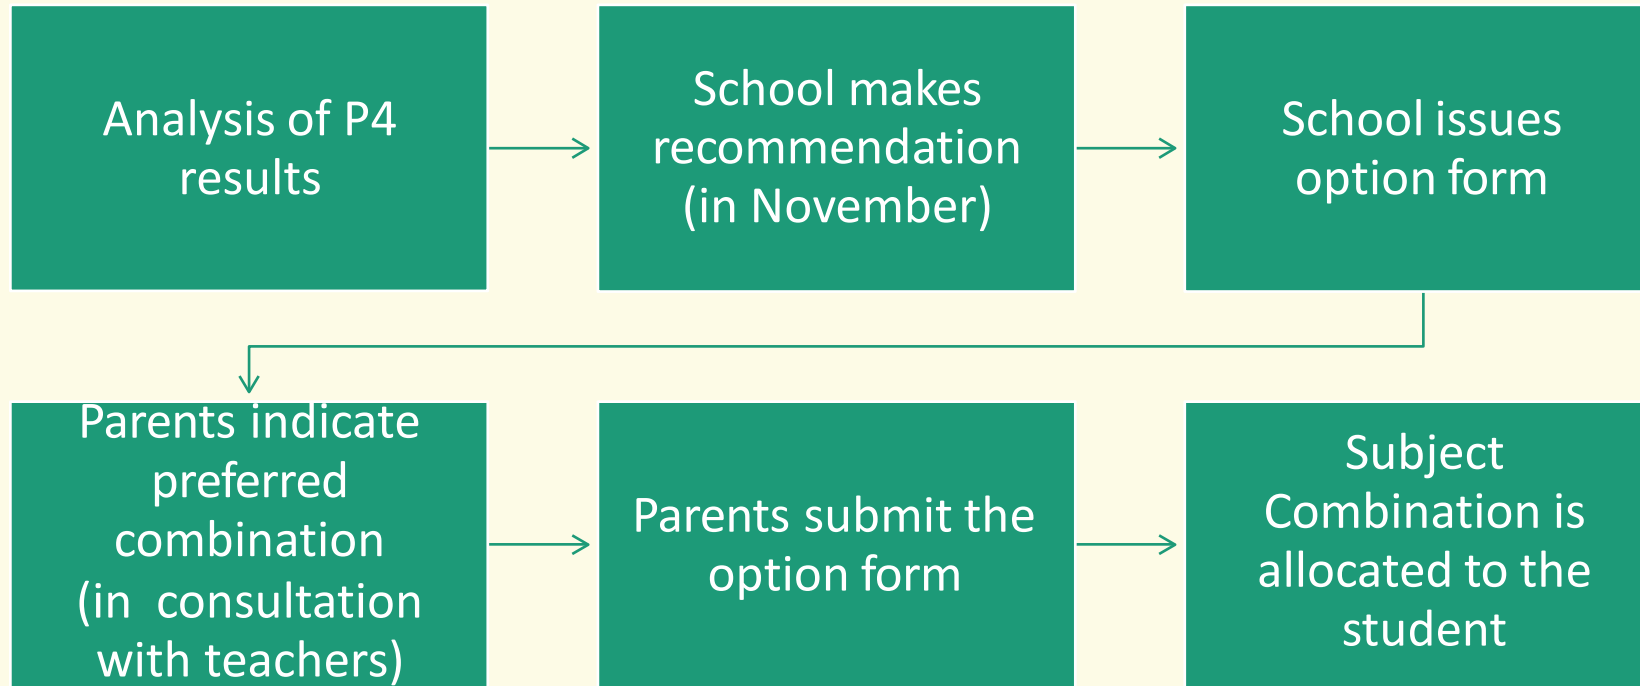 Analysis of P4
results
School makes
recommendation
(in November)
School issues
option form
Parents indicate
preferred
combination
(in  consultation
with teachers)
Parents submit the
option form
Subject
Combination is
allocated to the
student